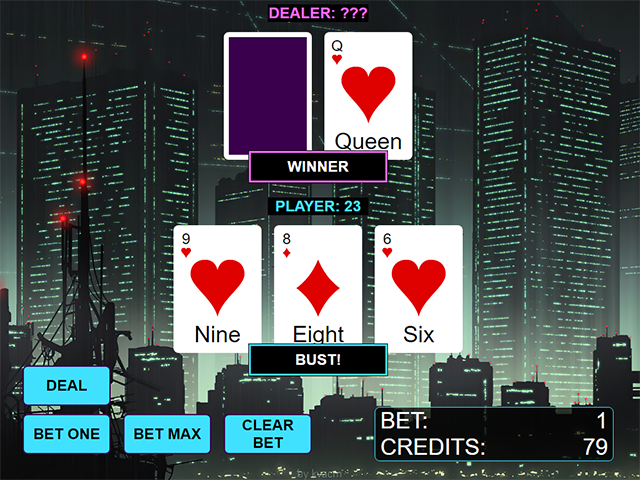 DEALER: ???
Q
Queen
WINNER
PLAYER: 23
9
8
6
Nine
Eight
Six
BUST!
DEAL
BET ONE
BET MAX
CLEAR
BET
BET: 1
CREDITS: 79